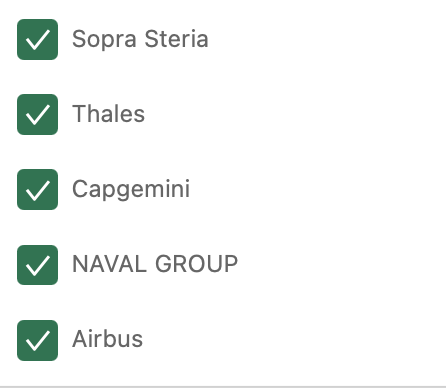 Sopra Steria
Thales
Capgemini
NAVAL GROUP
Airbus